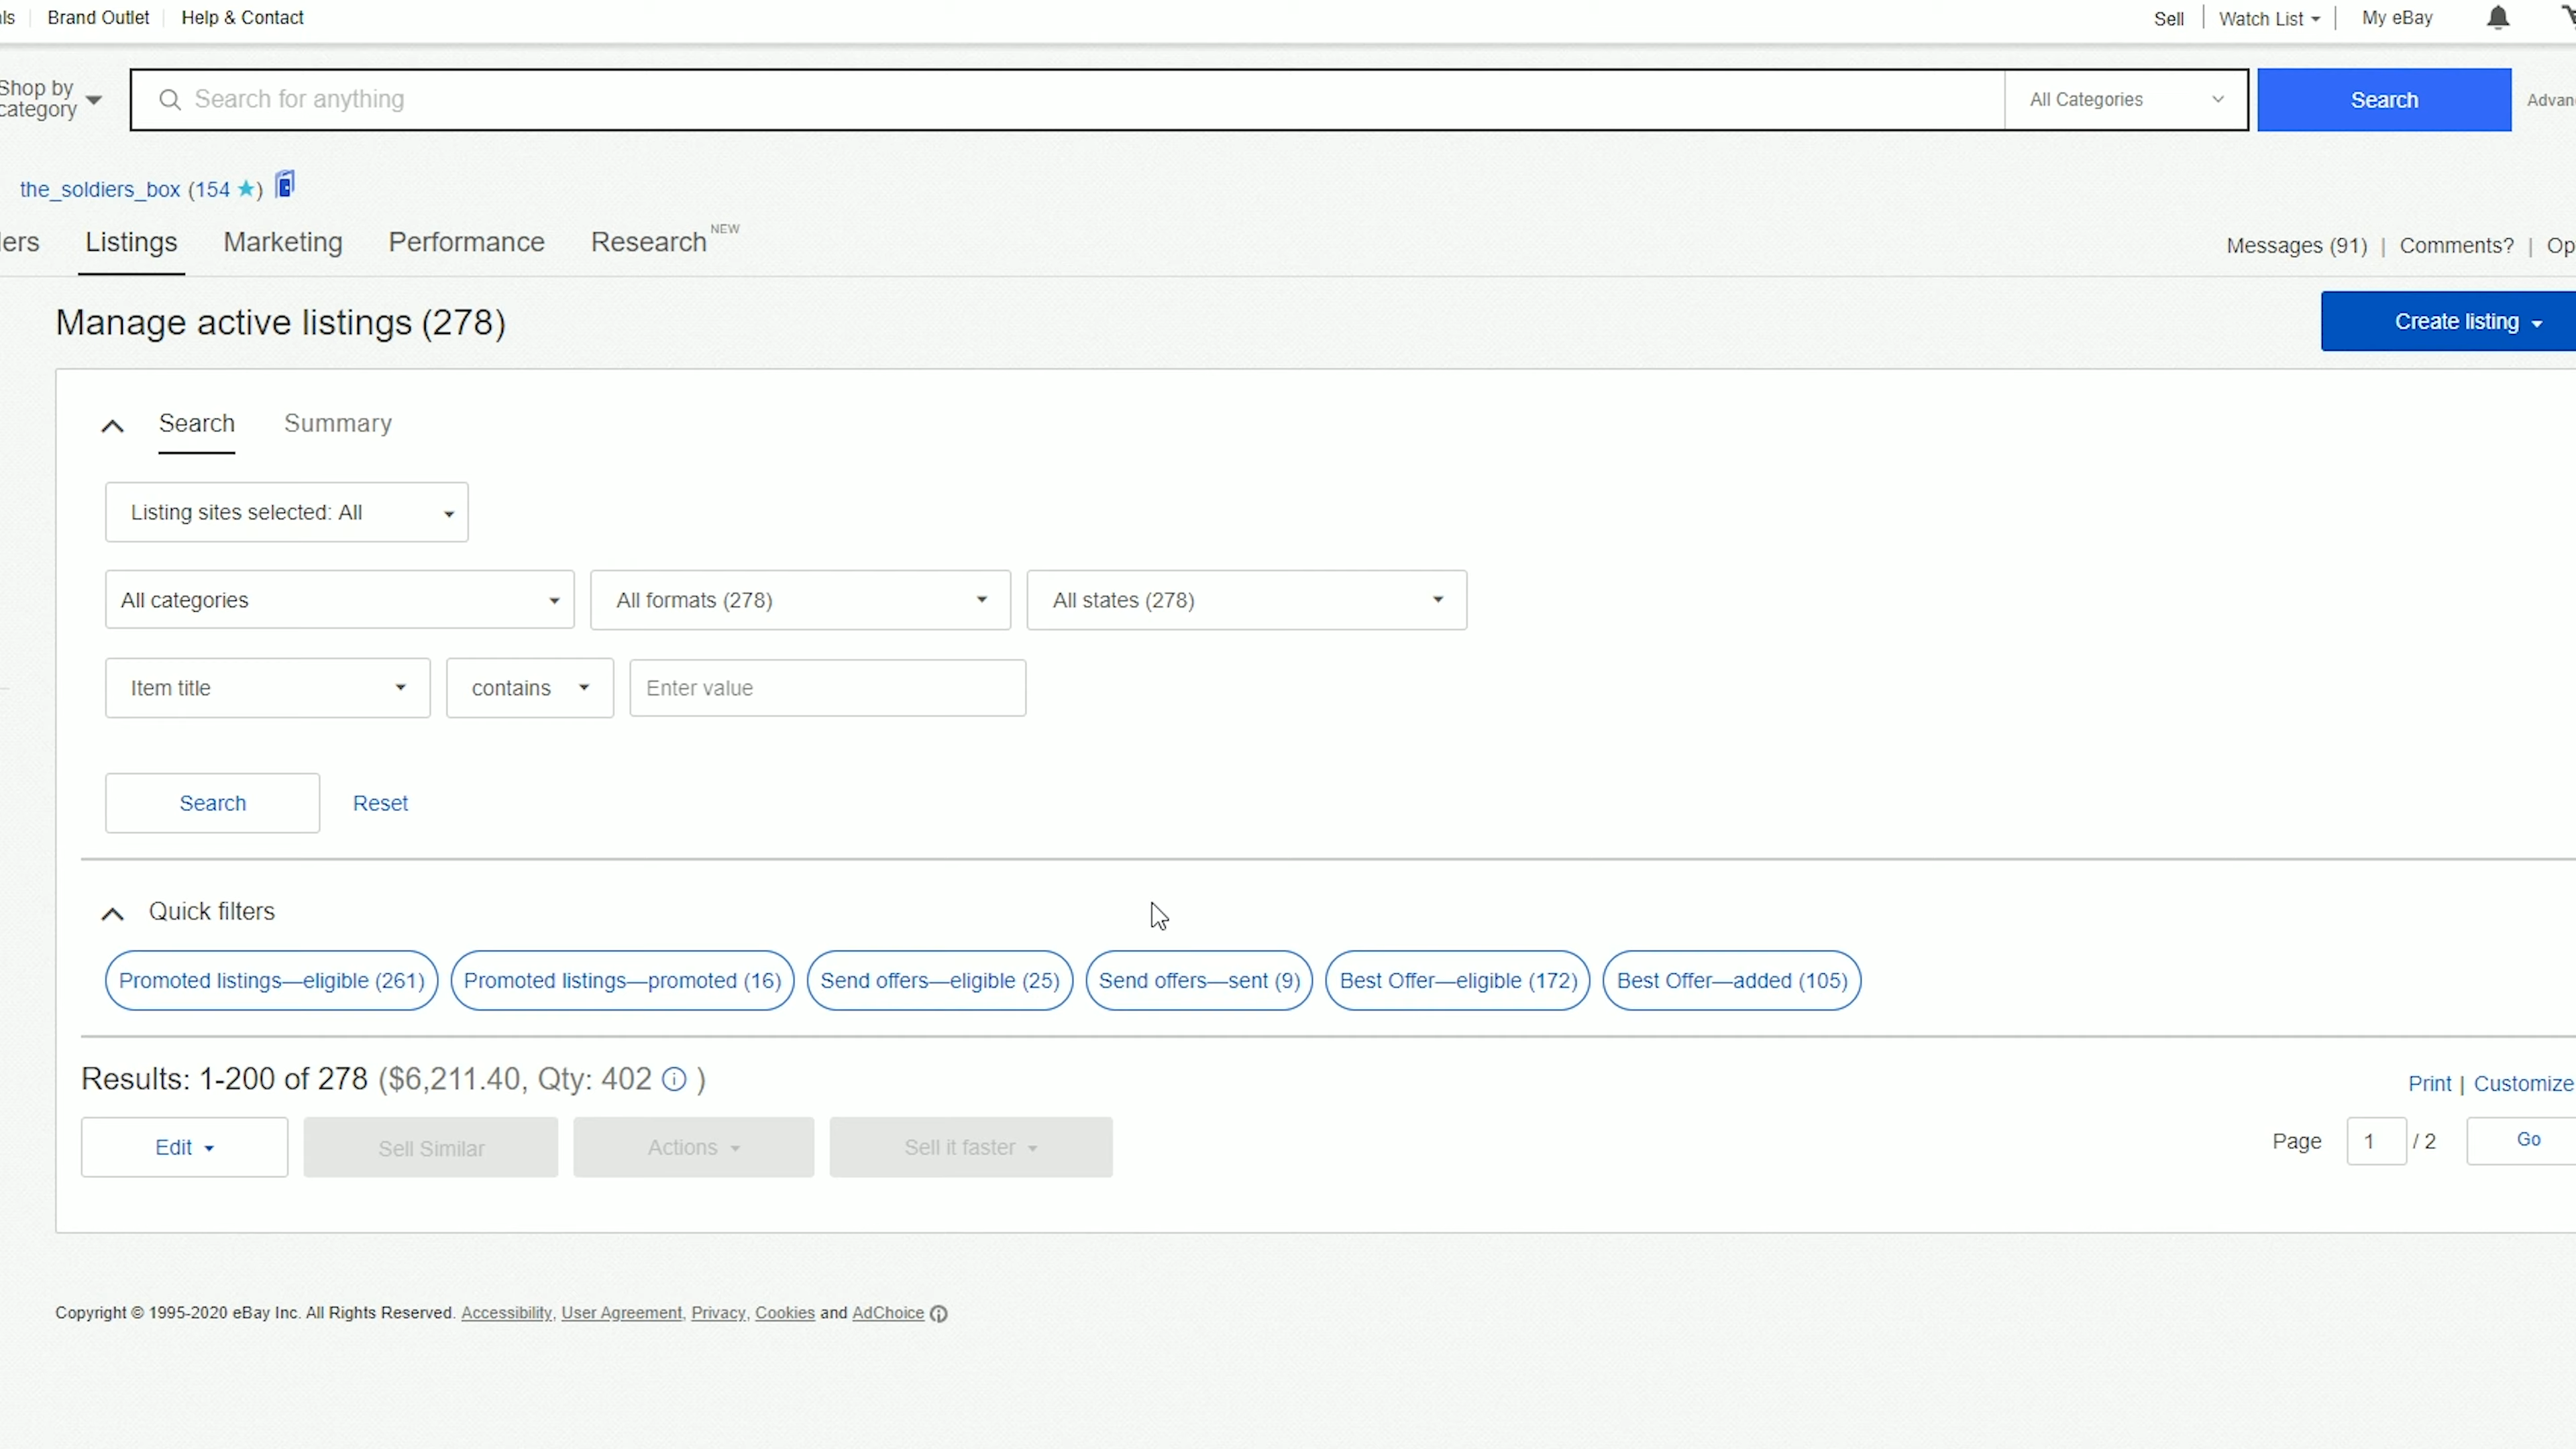 Brand Outlet Help & Contact Sell Watch List My eBay
Shop by
category
Search for anything All Categories Search
the_soldiers_box (154 ★)
Listings Marketing Performance Research NEW Messages (91) | Comments? |
Manage active listings (278) Create listing
Search Summary
Listing sites selected: All
All categories All formats (278) All states (278)
Item title contains Enter value
Search Reset
Quick filters
Promoted listings—eligible (261) Promoted listings—promoted (16) Send offers—eligible (25) Send offers—sent (9) Best Offer—eligible (172) Best Offer—added (105)
Results: 1-200 of 278 ($6,211.40, Qty: 402 )
Print | Customize
Edit Sell Similar Actions Sell it faster Page 1 / 2 Go
Copyright © 1995-2020 eBay Inc. All Rights Reserved. Accessibility, User Agreement, Privacy, Cookies and AdChoice